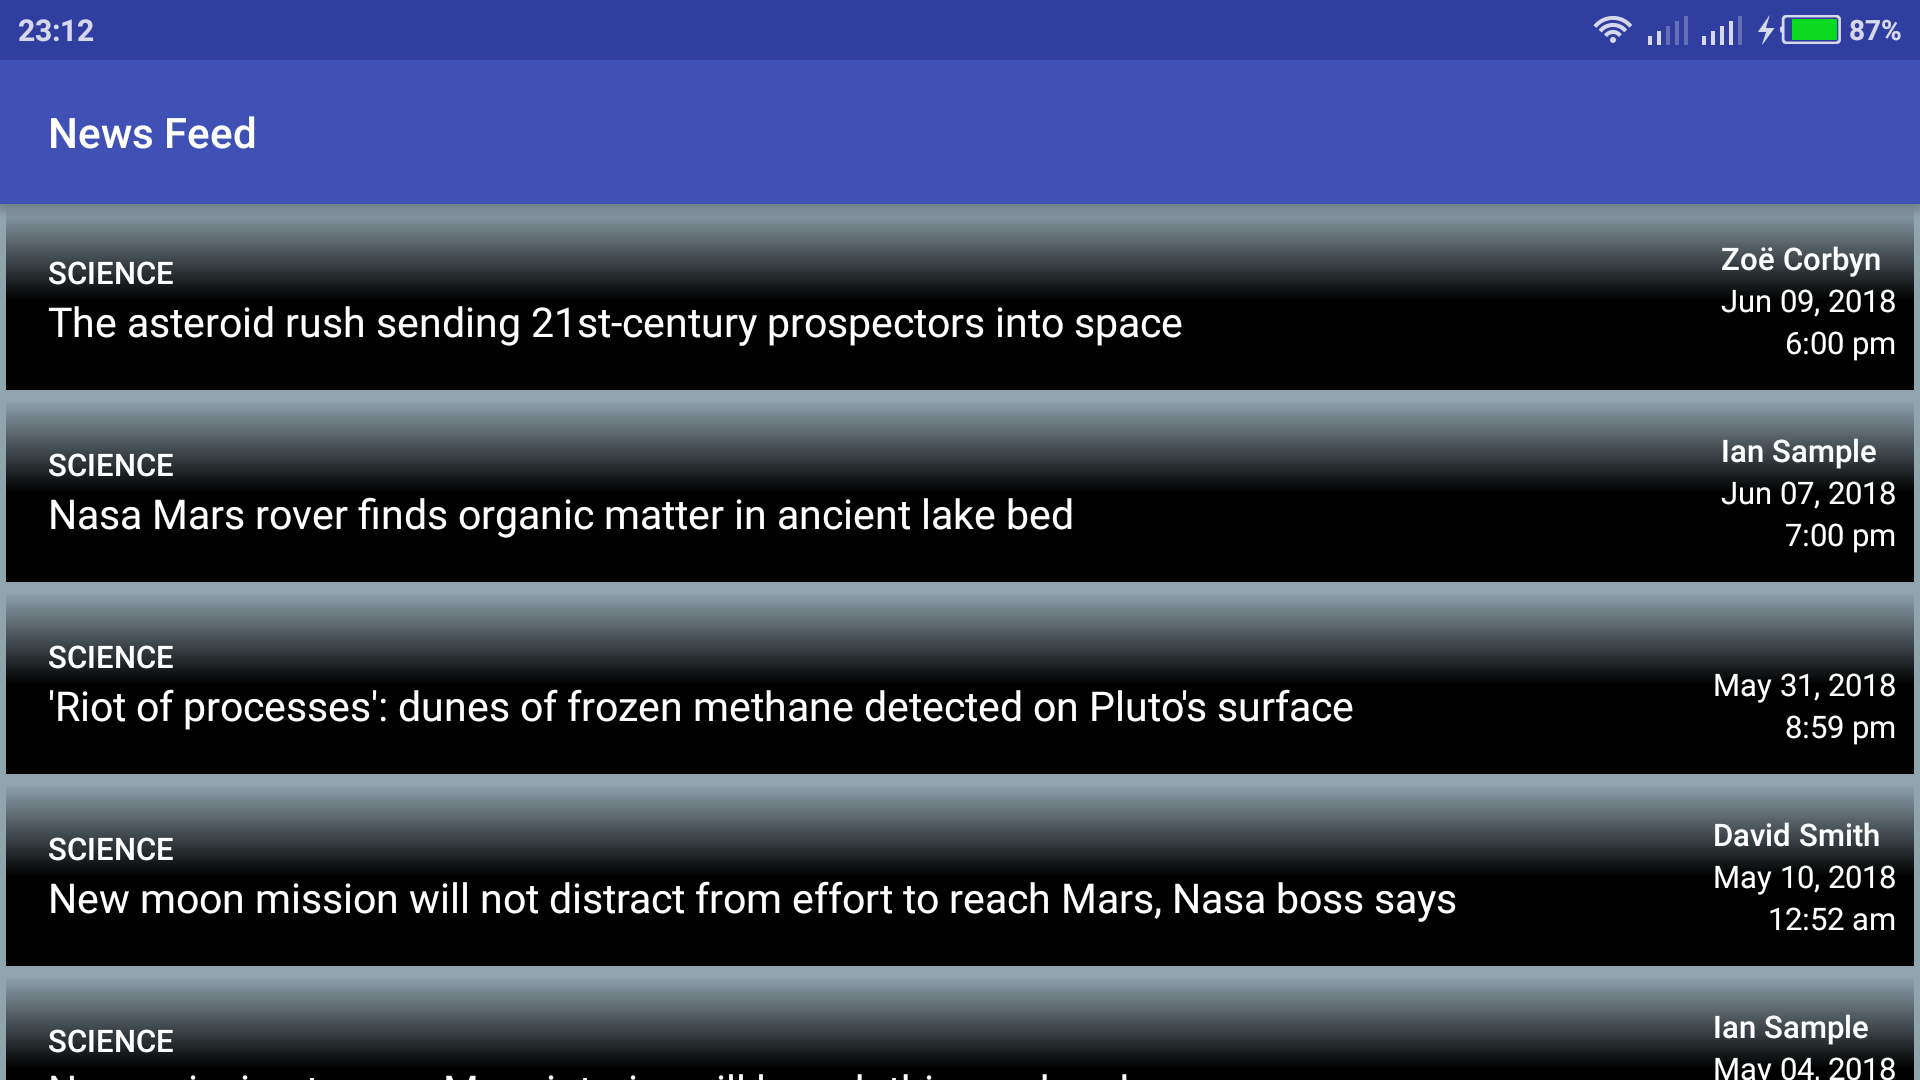 23:12
87%
News Feed
SCIENCE
The asteroid rush sending 21st-century prospectors into space
Zoë Corbyn
Jun 09, 2018
6:00 pm
SCIENCE
Nasa Mars rover finds organic matter in ancient lake bed
Ian Sample
Jun 07, 2018
7:00 pm
SCIENCE
'Riot of processes': dunes of frozen methane detected on Pluto's surface
May 31, 2018
8:59 pm
SCIENCE
New moon mission will not distract from effort to reach Mars, Nasa boss says
David Smith
May 10, 2018
12:52 am
SCIENCE
Ian Sample
May 04, 2018